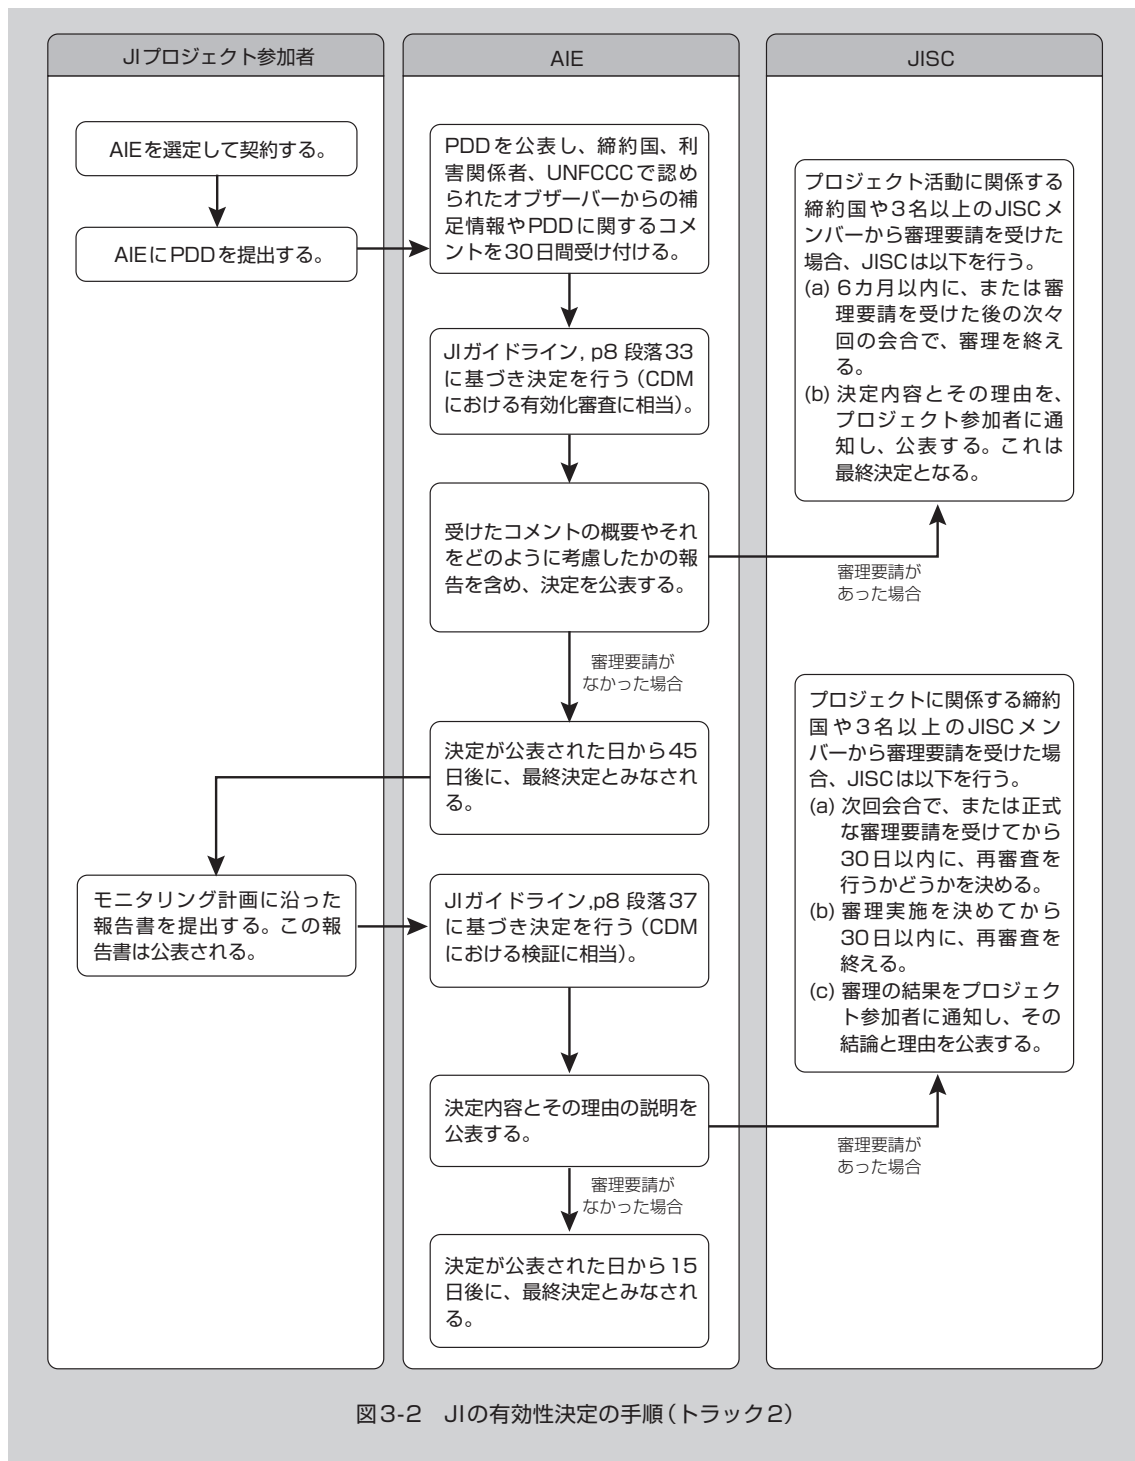 JIプロジェクト参加者
AIE
JISC
AIEを選定して契約する。
AIEにPDDを提出する。
PDDを公表し、締約国、利
害関係者、UNFCCCで認め
られたオブザーバーからの補
足情報やPDDに関するコメ
ントを30日間受け付ける。
JIガイドライン, p8 段落33
に基づき決定を行う(CDM
における有効化審査に相当)。
受けたコメントの概要やそれ
をどのように考慮したかの報
告を含め、決定を公表する。
審理要請が
あった場合
プロジェクト活動に関係する
締約国や3名以上のJISCメ
ンバーから審理要請を受けた
場合、JISCは以下を行う。
(a) 6カ月以内に、または審
理要請を受けた後の次々
回の会合で、審理を終え
る。
(b) 決定内容とその理由を、
プロジェクト参加者に通
知し、公表する。これは
最終決定となる。
審理要請が
なかった場合
決定が公表された日から45
日後に、最終決定とみなされ
る。
モニタリング計画に沿った
報告書を提出する。この報
告書は公表される。
JIガイドライン,p8 段落37
に基づき決定を行う(CDM
における検証に相当)。
決定内容とその理由の説明を
公表する。
審理要請が
あった場合
プロジェクトに関係する締約
国や3名以上のJISCメン
バーから審理要請を受けた場
合、JISCは以下を行う。
(a) 次回会合で、または正式
な審理要請を受けてから
30日以内に、再審査を
行うかどうかを決める。
(b) 審理実施を決めてから
30日以内に、再審査を
終える。
(c) 審理の結果をプロジェク
ト参加者に通知し、その
結論と理由を公表する。
審理要請が
なかった場合
決定が公表された日から15
日後に、最終決定とみなされ
る。
図3-2 JIの有効性決定の手順(トラック2)